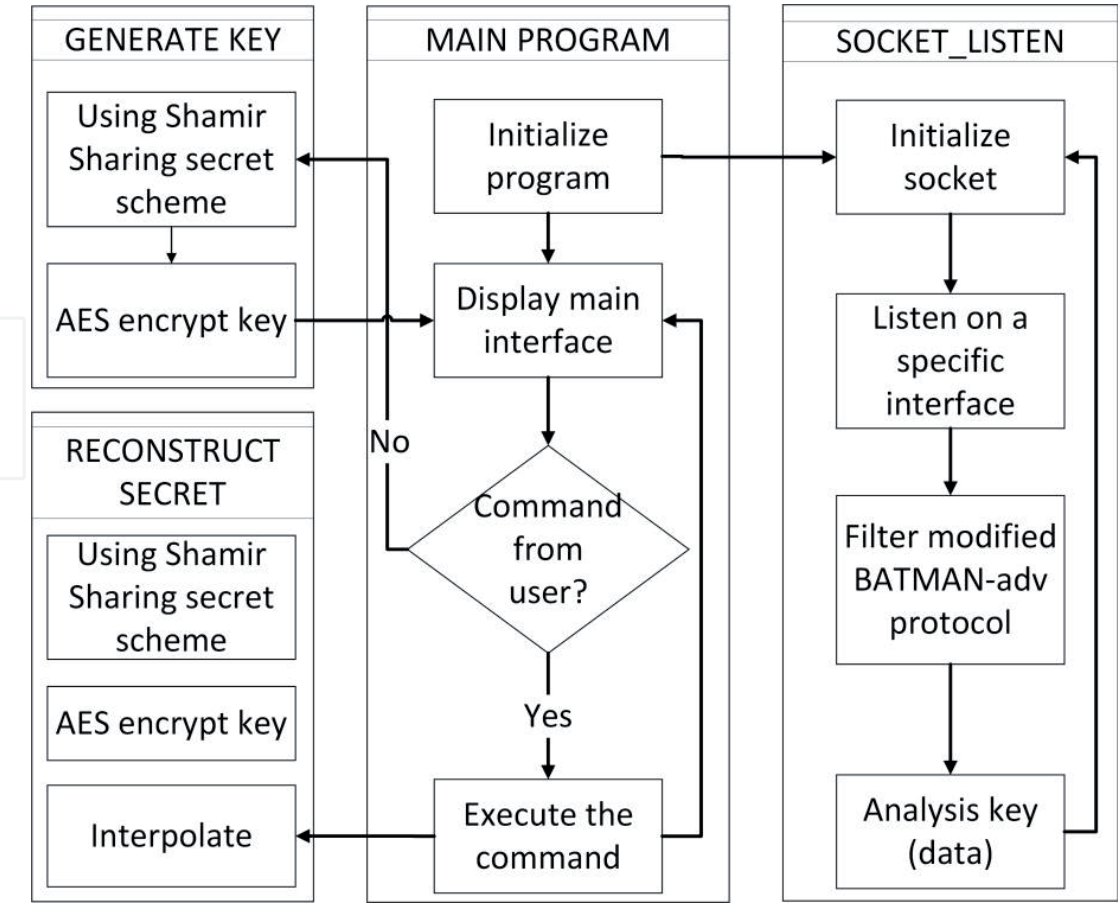 GENERATE KEY
Using Shamir
Sharing secret
scheme
AES encrypt key
RECONSTRUCT
SECRET
Using Shamir
Sharing secret
scheme
AES encrypt key
Interpolate
MAIN PROGRAM
Initialize
program
Display main
interface
No
Command
from
user?
Yes
Execute the
command
SOCKET_LISTEN
Initialize
socket
Listen on a
specific
interface
Filter modified
BATMAN-adv
protocol
Analysis key
(data)